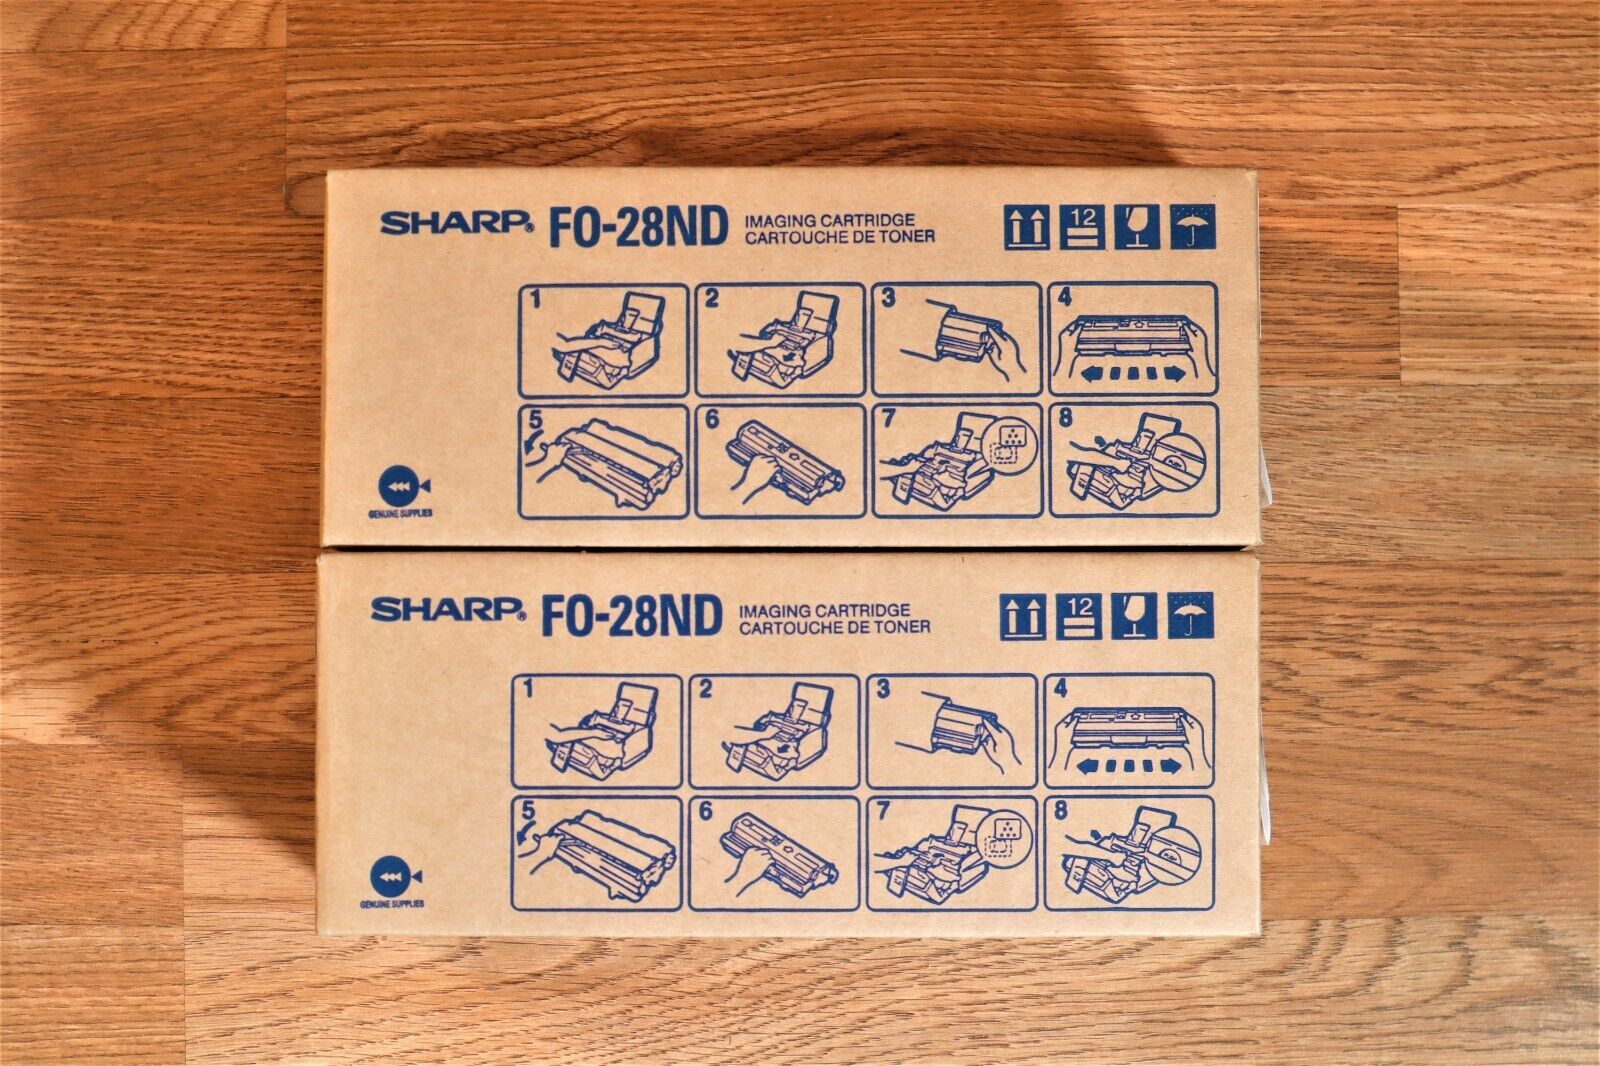 SHARP® FO-28ND IMAGING CARTRIDGE
CARTOUCHE DE TONER
12
1 2 3 4
5 6 7 8
GENUINE SUPPLIES
SHARP® FO-28ND IMAGING CARTRIDGE
CARTOUCHE DE TONER
12
1 2 3 4
5 6 7 8
GENUINE SUPPLIES